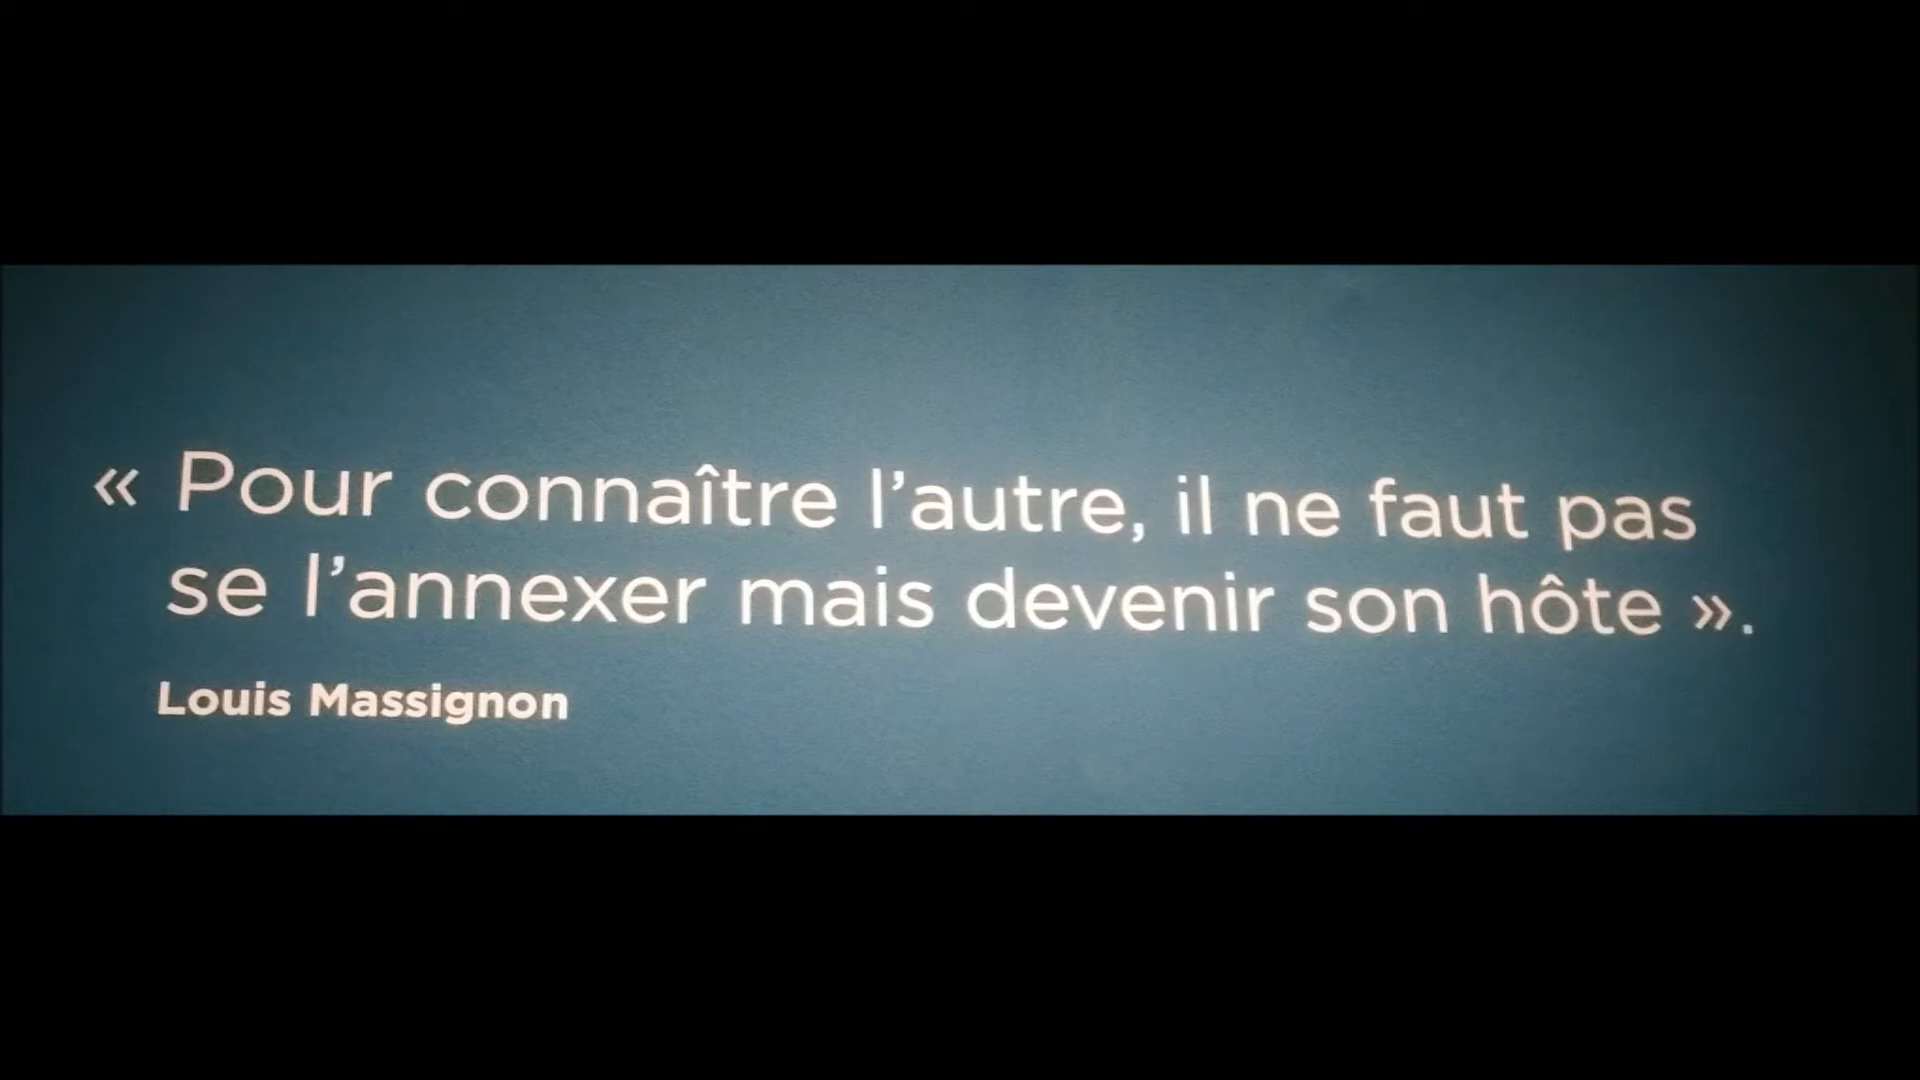 « Pour connaître l’autre, il ne faut pas
se l’annexer mais devenir son hôte ».
Louis Massignon